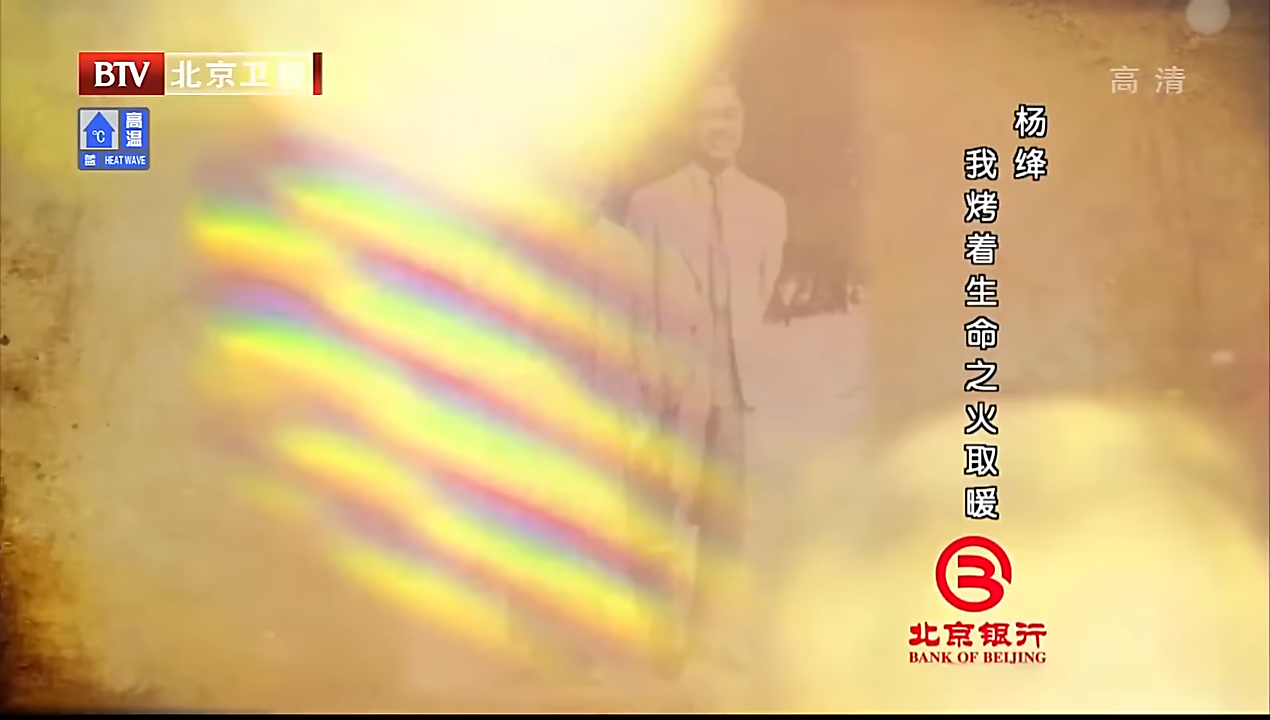 BTV 北京卫
高清
℃ 高温
蓝 HEAT WAVE
杨绛
我烤着生命之火取暖
北京银行
BANK OF BEIJING